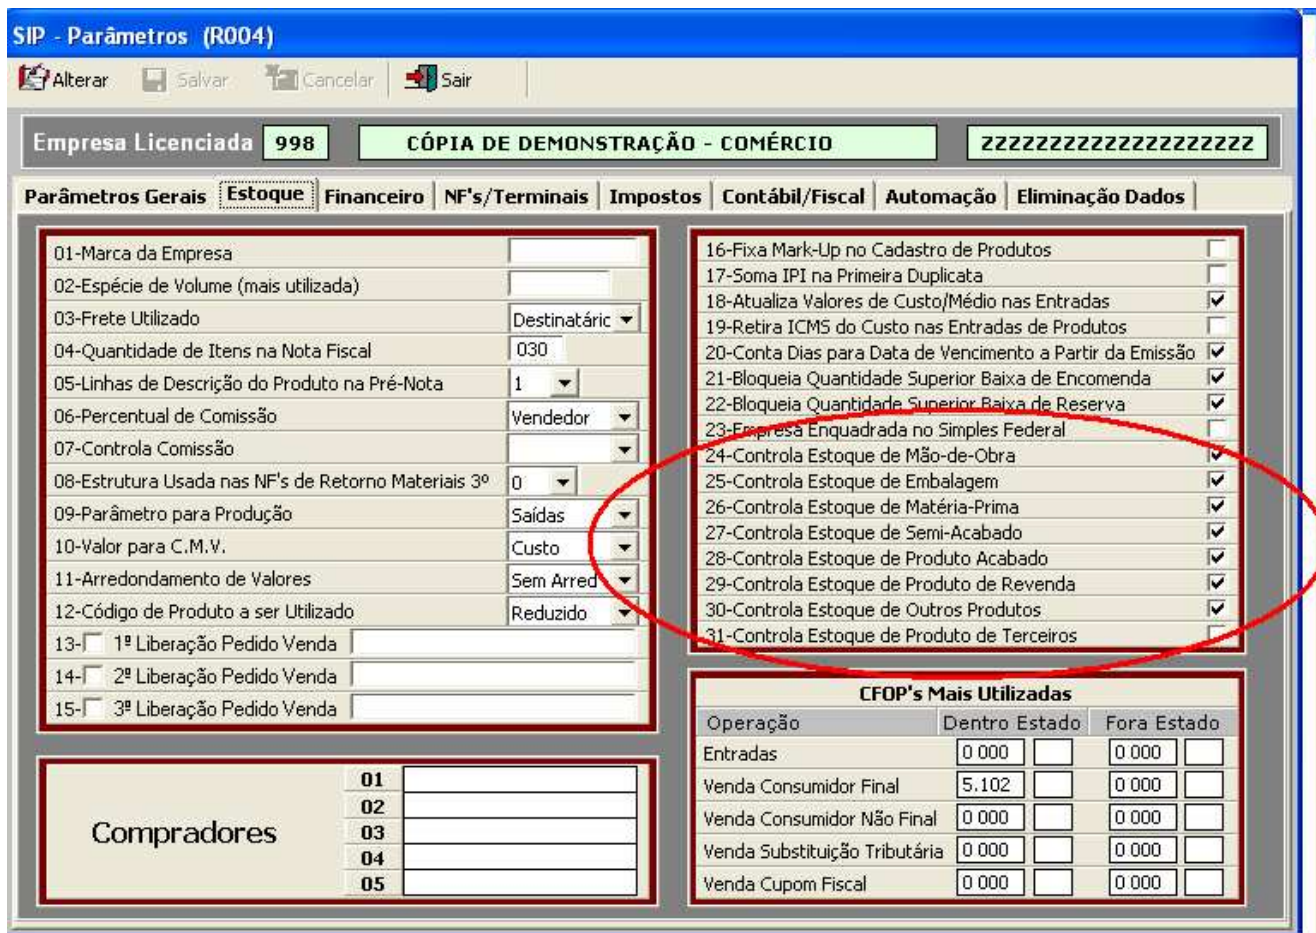 SIP - Parâmetros (R004)
Alterar Salvar Cancelar Sair
Empresa Licenciada 998 CÓPIA DE DEMONSTRAÇÃO - COMÉRCIO ZZZZZZZZZZZZZZZZZZZZ
Parâmetros Gerais Estoque Financeiro NF's/Terminais Impostos Contábil/Fiscal Automação Eliminação Dados
01-Marca da Empresa
02-Espécie de Volume (mais utilizada)
03-Frete Utilizado Destinatáric
04-Quantidade de Itens na Nota Fiscal 030
05-Linhas de Descrição do Produto na Pré-Nota 1
06-Percentual de Comissão Vendedor
07-Controla Comissão
08-Estrutura Usada nas NF's de Retorno Materiais 3º 0
09-Parâmetro para Produção Saídas
10-Valor para C.M.V. Custo
11-Arredondamento de Valores Sem Arred
12-Código de Produto a ser Utilizado Reduzido
13- 1ª Liberação Pedido Venda
14- 2ª Liberação Pedido Venda
15- 3ª Liberação Pedido Venda
Compradores
01
02
03
04
05
16-Fixa Mark-Up no Cadastro de Produtos
17-Soma IPI na Primeira Duplicata
18-Atualiza Valores de Custo/Médio nas Entradas
19-Retira ICMS do Custo nas Entradas de Produtos
20-Conta Dias para Data de Vencimento a Partir da Emissão
21-Bloqueia Quantidade Superior Baixa de Encomenda
22-Bloqueia Quantidade Superior Baixa de Reserva
23-Empresa Enquadrada no Simples Federal
24-Controla Estoque de Mão-de-Obra
25-Controla Estoque de Embalagem
26-Controla Estoque de Matéria-Prima
27-Controla Estoque de Semi-Acabado
28-Controla Estoque de Produto Acabado
29-Controla Estoque de Produto de Revenda
30-Controla Estoque de Outros Produtos
31-Controla Estoque de Produto de Terceiros
CFOP's Mais Utilizadas
Operação Dentro Estado Fora Estado
Entradas 0 000 0 000
Venda Consumidor Final 5.102 0 000
Venda Consumidor Não Final 0 000 0 000
Venda Substituição Tributária 0 000 0 000
Venda Cupom Fiscal 0 000 0 000